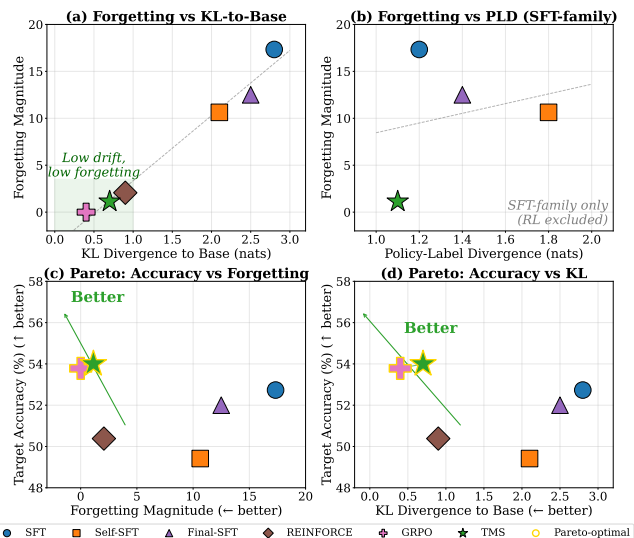 (a) Forgetting vs KL-to-Base
20
15
10
5
0
Forgetting Magnitude
Low drift,
low forgetting
0.0 0.5 1.0 1.5 2.0 2.5 3.0
KL Divergence to Base (nats)
(b) Forgetting vs PLD (SFT-family)
20
15
10
5
0
Forgetting Magnitude
SFT-family only
(RL excluded)
1.0 1.2 1.4 1.6 1.8 2.0
Policy-Label Divergence (nats)
(c) Pareto: Accuracy vs Forgetting
58
56
54
52
50
48
Target Accuracy (%) (↑ better)
Better
0 5 10 15 20
Forgetting Magnitude (← better)
(d) Pareto: Accuracy vs KL
58
56
54
52
50
48
Target Accuracy (%) (↑ better)
Better
0.0 0.5 1.0 1.5 2.0 2.5 3.0
KL Divergence to Base (← better)
SFT Self-SFT Final-SFT REINFORCE GRPO TMS Pareto-optimal